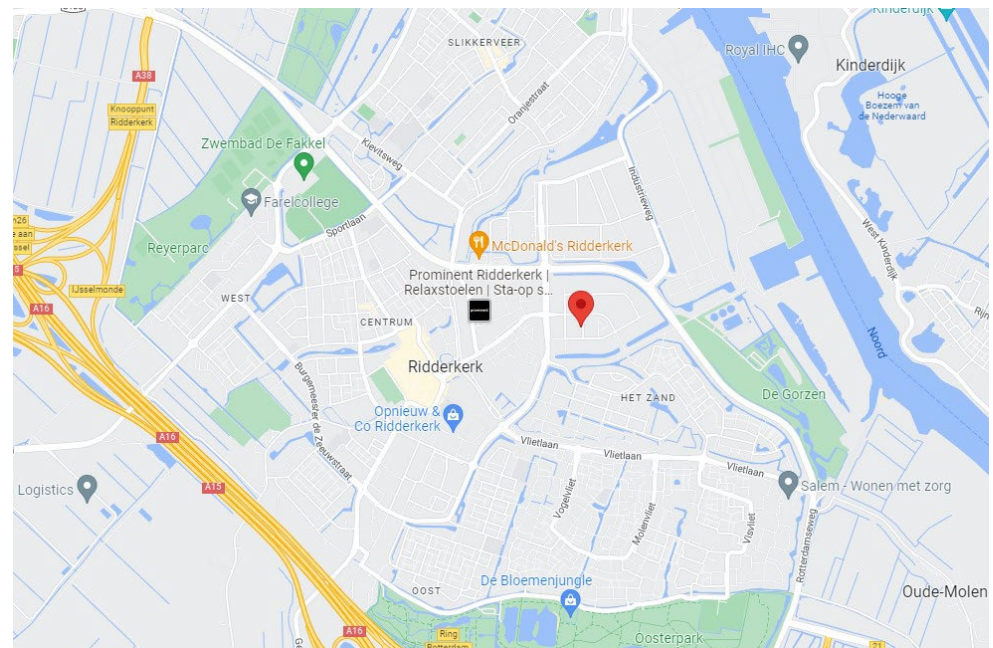 Kinderdijk
SLIKKERVEER
Royal IHC
Kinderdijk
A38
Hooge
Boezem van
de Nederwaard
Knooppunt
Ridderkerk
Oranjestraat
Zwembad De Fakkel
Kievitsweg
Farelcollege
Industrieweg
Sportlaan
West Kinderdijk
Reyerparc
McDonald's Ridderkerk
Prominent Ridderkerk |
Relaxstoelen | Sta-op s...
IJsselmonde
WEST
A16
CENTRUM
Noord
Ridderkerk
De Gorzen
HET ZAND
Burgemeester de Zeeuwstraat
Opnieuw &
Co Ridderkerk
A16
Vlietlaan
Vlietlaan
Vlietlaan
Logistics
A15
Salem - Wonen met zorg
Vogelvliet
Molenvliet
Visvliet
Rotterdamseweg
De Bloemenjungle
OOST
Oude-Molen
A16
Ring
Rotterdam
Oosterpark
21